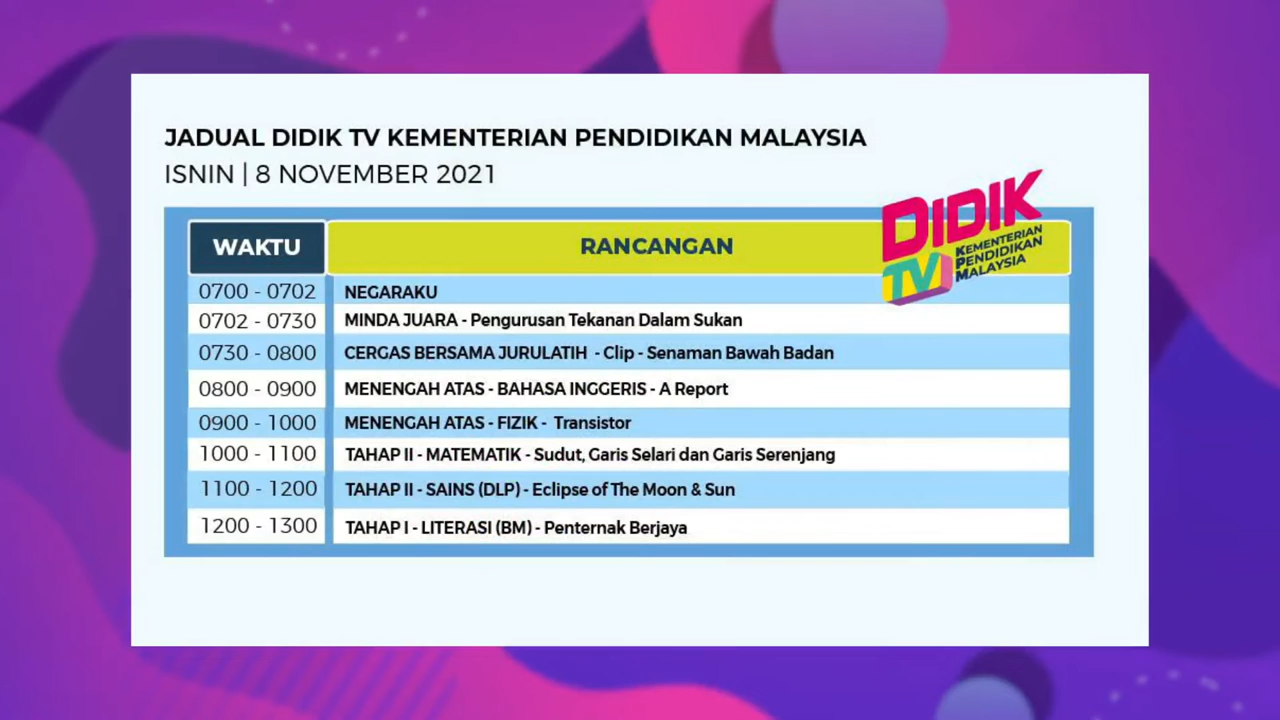 JADUAL DIDIK TV KEMENTERIAN PENDIDIKAN MALAYSIA
ISNIN | 8 NOVEMBER 2021
DIDIK
TV KEMENTERIAN
PENDIDIKAN
MALAYSIA
WAKTU RANCANGAN
0700 - 0702 NEGARAKU
0702 - 0730 MINDA JUARA - Pengurusan Tekanan Dalam Sukan
0730 - 0800 CERGAS BERSAMA JURULATIH - Clip - Senaman Bawah Badan
0800 - 0900 MENENGAH ATAS - BAHASA INGGERIS - A Report
0900 - 1000 MENENGAH ATAS - FIZIK - Transistor
1000 - 1100 TAHAP II - MATEMATIK - Sudut, Garis Selari dan Garis Serenjang
1100 - 1200 TAHAP II - SAINS (DLP) - Eclipse of The Moon & Sun
1200 - 1300 TAHAP I - LITERASI (BM) - Penternak Berjaya